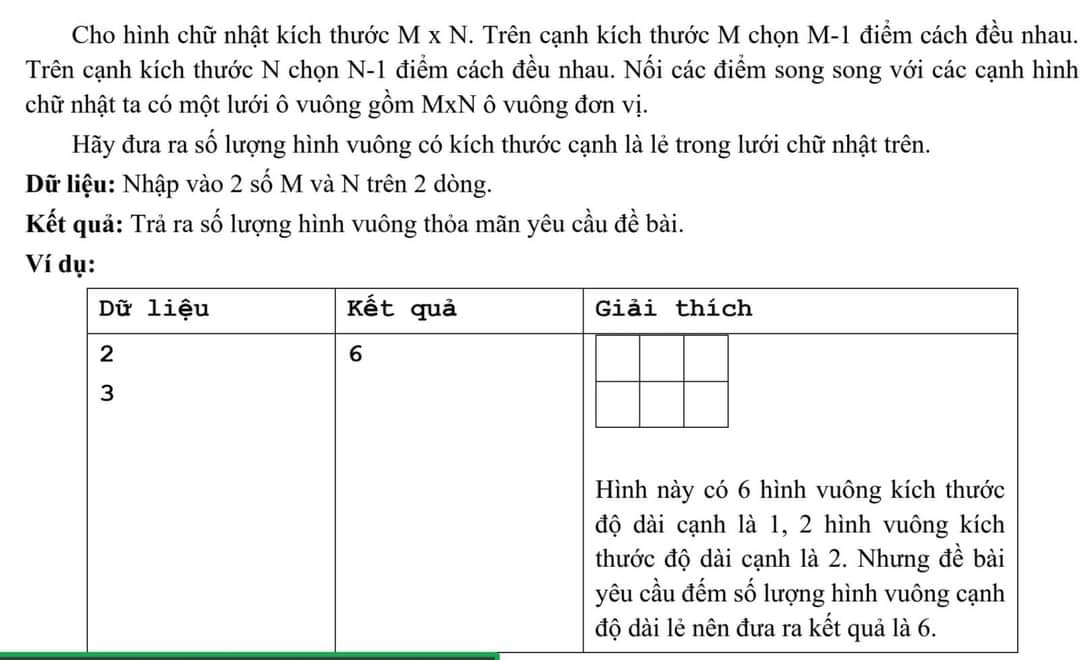 Cho hình chữ nhật kích thước M x N. Trên cạnh kích thước M chọn M-1 điểm cách đều nhau.
Trên cạnh kích thước N chọn N-1 điểm cách đều nhau. Nối các điểm song song với các cạnh hình
chữ nhật ta có một lưới ô vuông gồm MxN ô vuông đơn vị.
Hãy đưa ra số lượng hình vuông có kích thước cạnh là lẻ trong lưới chữ nhật trên.
Dữ liệu: Nhập vào 2 số M và N trên 2 dòng.
Kết quả: Trả ra số lượng hình vuông thỏa mãn yêu cầu đề bài.
Ví dụ:
Dữ liệu Kết quả Giải thích
2 6
3
Hình này có 6 hình vuông kích thước
độ dài cạnh là 1, 2 hình vuông kích
thước độ dài cạnh là 2. Nhưng đề bài
yêu cầu đếm số lượng hình vuông cạnh
độ dài lẻ nên đưa ra kết quả là 6.